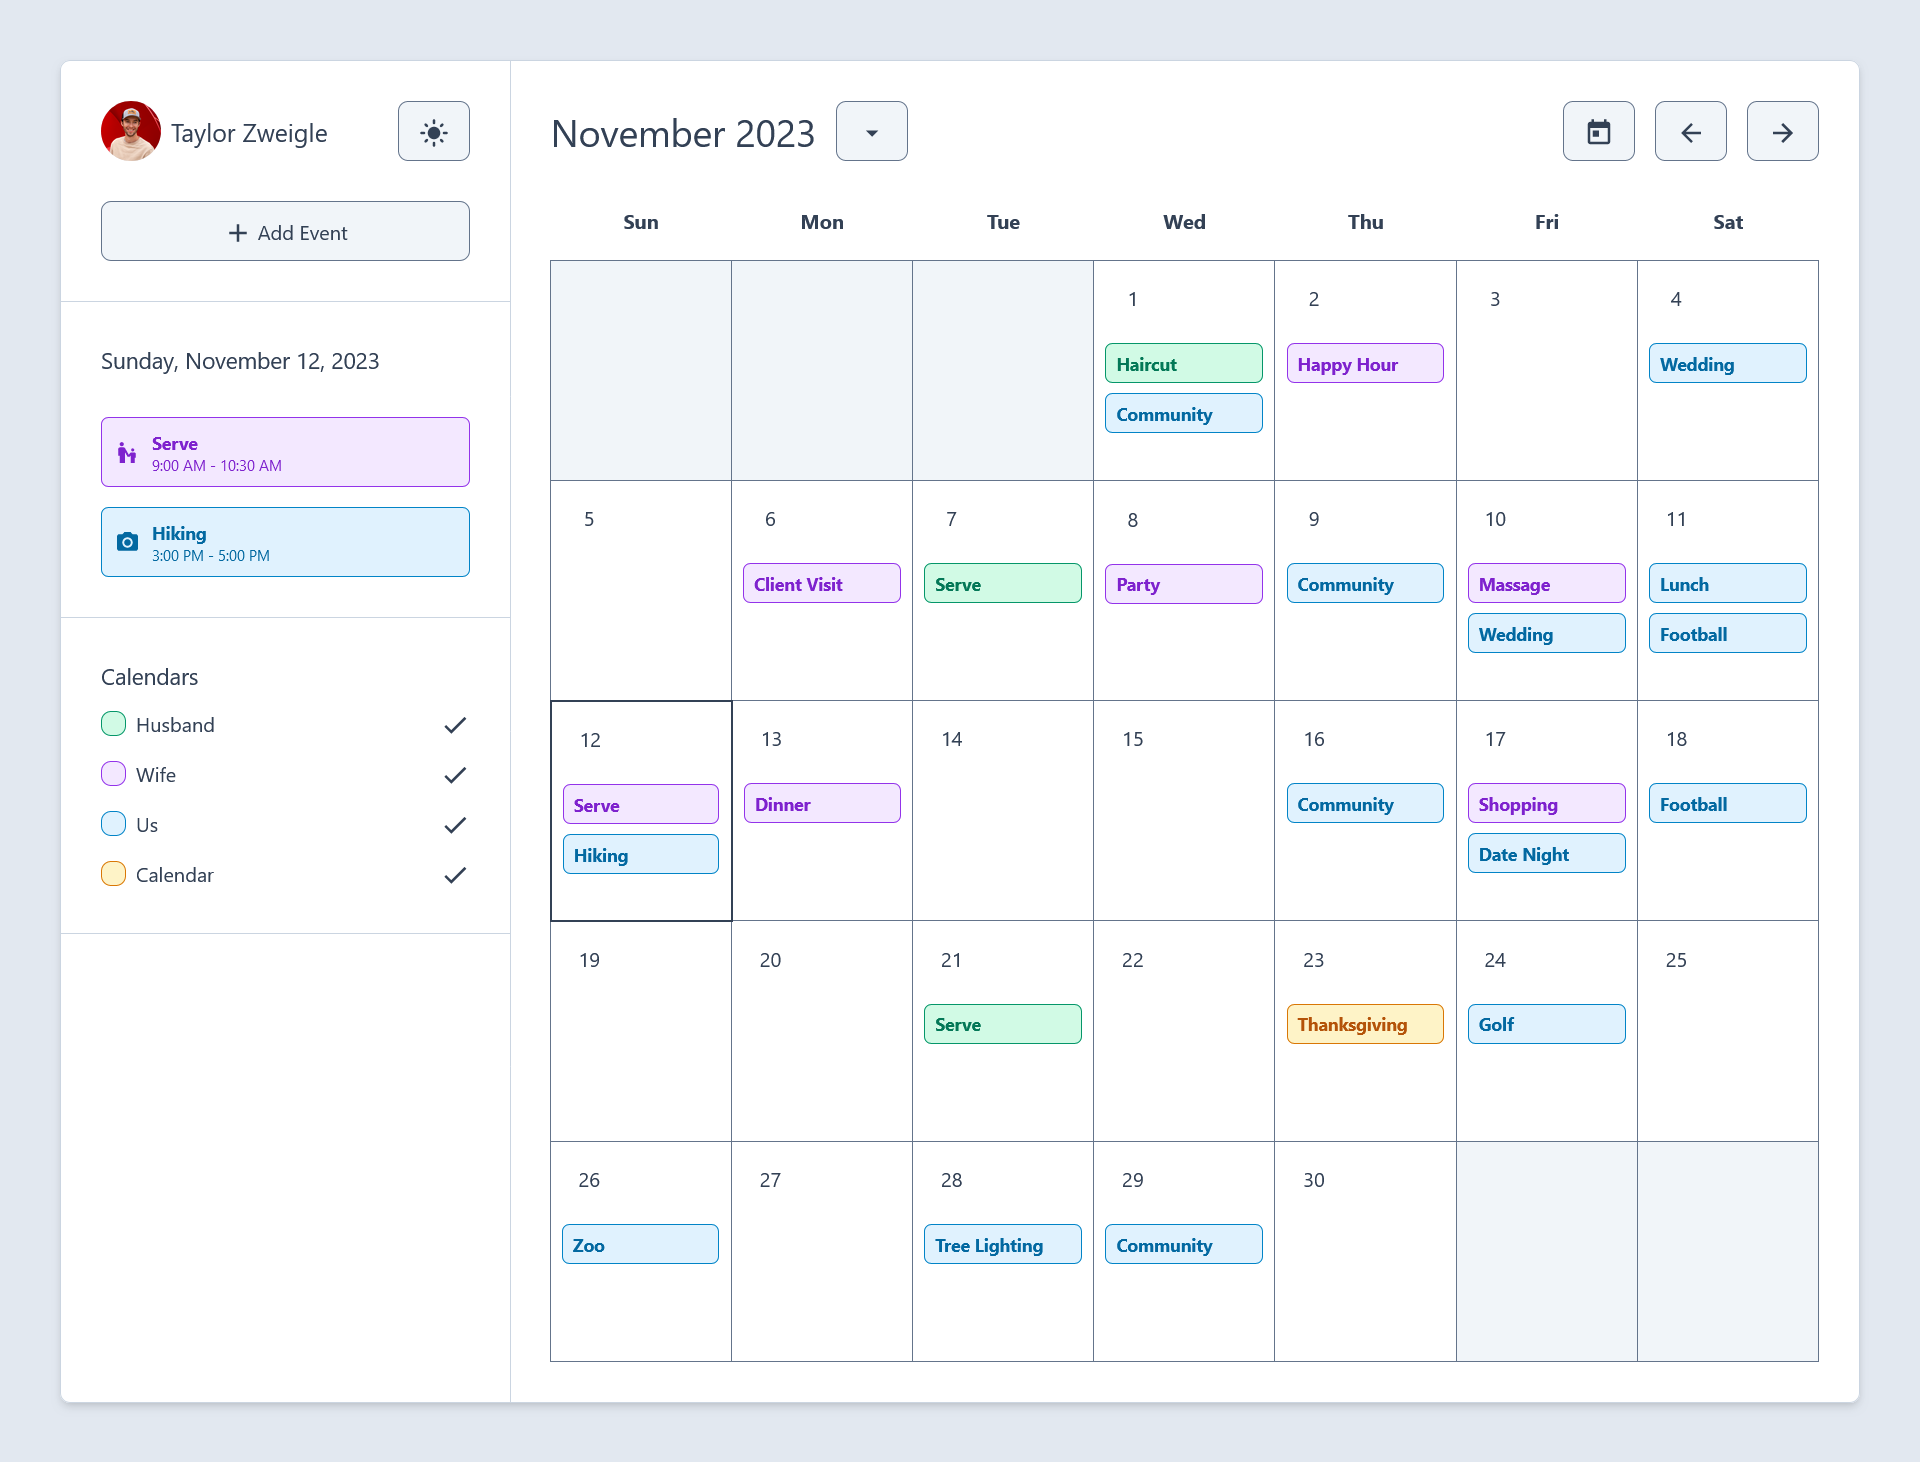 Taylor Zweigle
Add Event
Sunday, November 12, 2023
Serve
9:00 AM - 10:30 AM
Hiking
3:00 PM - 5:00 PM
Calendars
Husband
Wife
Us
Calendar
November 2023
Sun Mon Tue Wed Thu Fri Sat
1 2 3 4
Haircut Happy Hour Wedding
Community
5 6 7 8 9 10 11
Client Visit Serve Party Community Massage Lunch
Wedding Football
12 13 14 15 16 17 18
Serve Dinner Community Shopping Football
Hiking Date Night
19 20 21 22 23 24 25
Serve Thanksgiving Golf
26 27 28 29 30
Zoo Tree Lighting Community